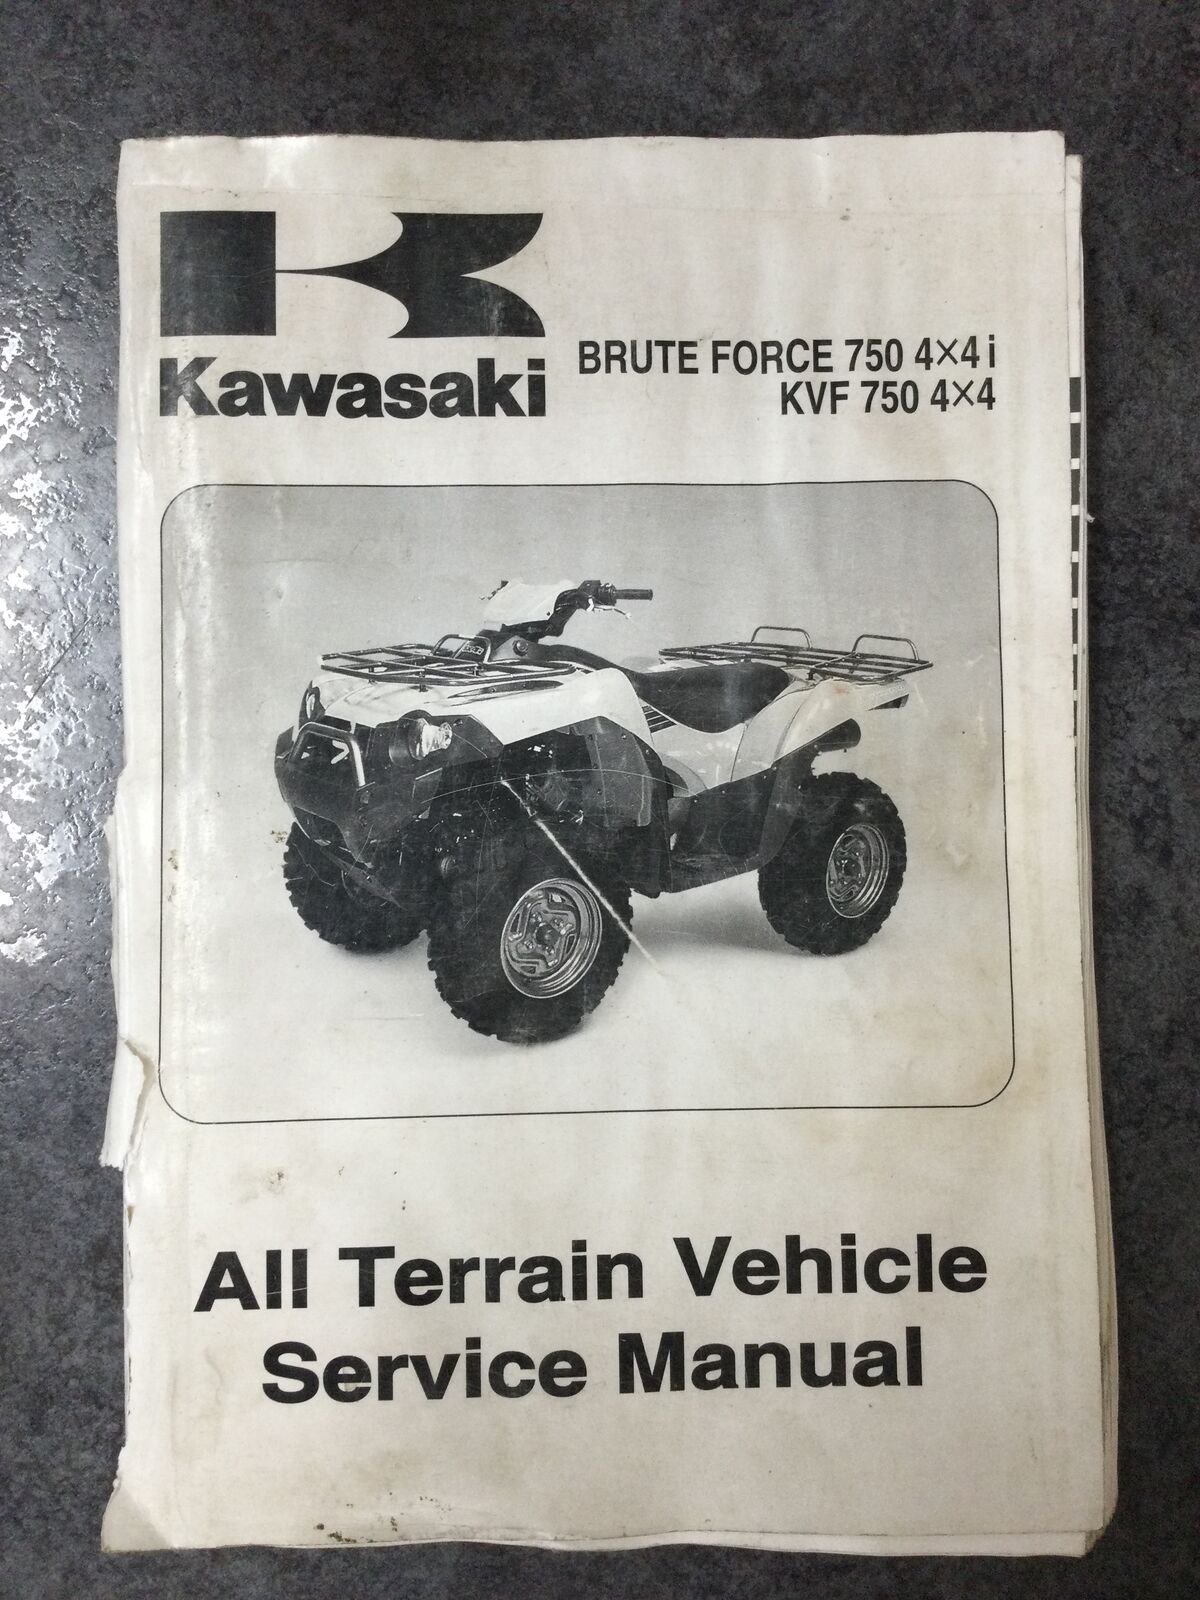 Kawasaki
BRUTE FORCE 750 4×4 i
KVF 750 4×4
All Terrain Vehicle
Service Manual